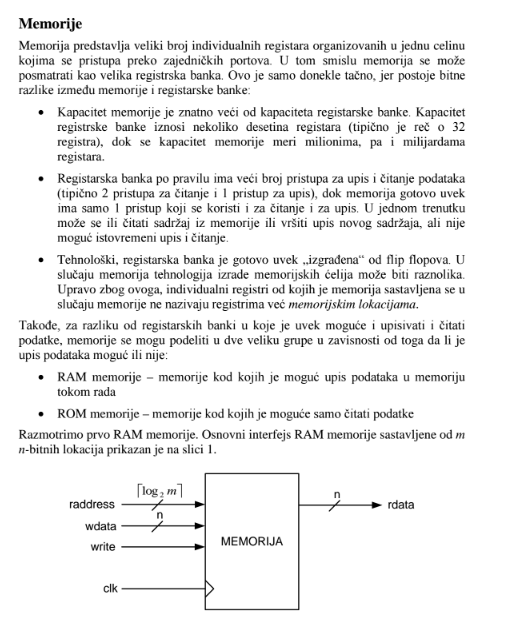 Memorije
Memorija predstavlja veliki broj individualnih registara organizovanih u jednu celinu
kojima se pristupa preko zajedničkih portova. U tom smislu memorija se može
posmatrati kao velika registrska banka. Ovo je samo donekle tačno, jer postoje bitne
razlike između memorije i registarske banke:
• Kapacitet memorije je znatno veći od kapaciteta registarske banke. Kapacitet
registrske banke iznosi nekoliko desetina registara (tipično je reč o 32
registra), dok se kapacitet memorije meri milionima, pa i milijardama
registara.
• Registarska banka po pravilu ima veći broj pristupa za upis i čitanje podataka
(tipično 2 pristupa za čitanje i 1 pristup za upis), dok memorija gotovo uvek
ima samo 1 pristup koji se koristi i za čitanje i za upis. U jednom trenutku
može se ili čitati sadržaj iz memorije ili vršiti upis novog sadržaja, ali nije
moguć istovremeni upis i čitanje.
• Tehnološki, registarska banka je gotovo uvek „izgrađena“ od flip flopova. U
slučaju memorija tehnologija izrade memorijskih ćelija može biti raznolika.
Upravo zbog ovoga, individualni registri od kojih je memorija sastavljena se u
slučaju memorije ne nazivaju registrima već memorijskim lokacijama.
Takođe, za razliku od registarskih banki u koje je uvek moguće i upisivati i čitati
podatke, memorije se mogu podeliti u dve veliku grupe u zavisnosti od toga da li je
upis podataka moguć ili nije:
• RAM memorije – memorije kod kojih je moguć upis podataka u memoriju
tokom rada
• ROM memorije – memorije kod kojih je moguće samo čitati podatke
Razmotrimo prvo RAM memorije. Osnovni interfejs RAM memorije sastavljene od m
n-bitnih lokacija prikazan je na slici 1.
⌈log₂ m⌉
raddress
n
wdata
write
clk
MEMORIJA
n
rdata